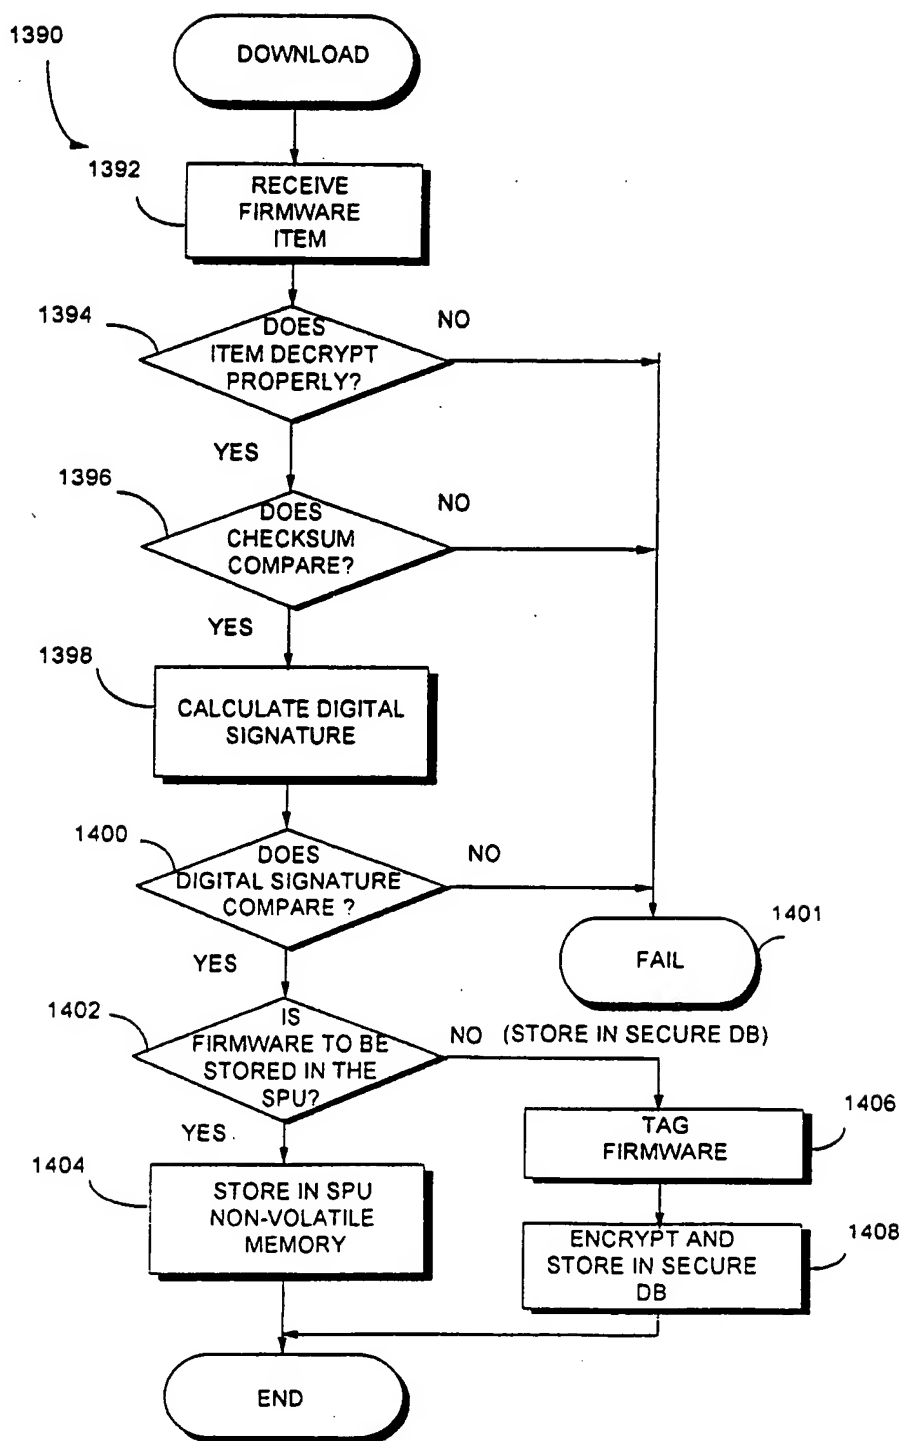 1390
DOWNLOAD
1392
RECEIVE
FIRMWARE
ITEM
1394
DOES
ITEM DECRYPT
PROPERLY?
NO
YES
1396
DOES
CHECKSUM
COMPARE?
NO
YES
1398
CALCULATE DIGITAL
SIGNATURE
1400
DOES
DIGITAL SIGNATURE
COMPARE ?
NO
1401
FAIL
YES
1402
IS
FIRMWARE TO BE
STORED IN THE
SPU?
NO (STORE IN SECURE DB)
YES
1404
STORE IN SPU
NON-VOLATILE
MEMORY
1406
TAG
FIRMWARE
1408
ENCRYPT AND
STORE IN SECURE
DB
END